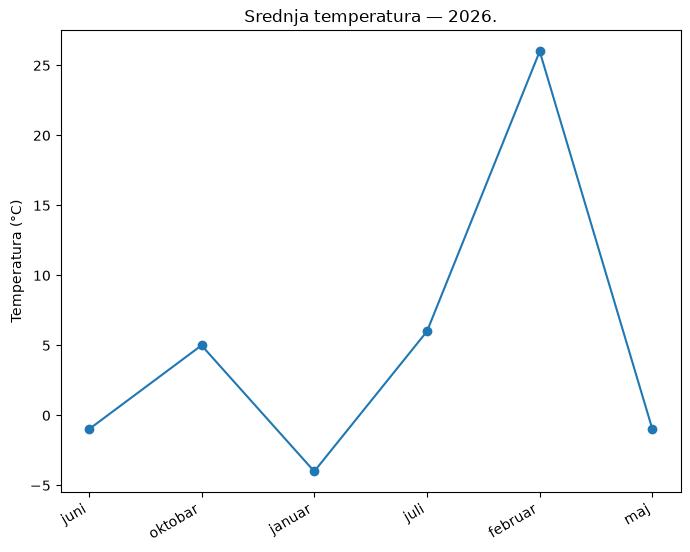 Srednja temperatura — 2026.
Temperatura (°C)
25
20
15
10
5
0
−5
juni
oktobar
januar
juli
februar
maj